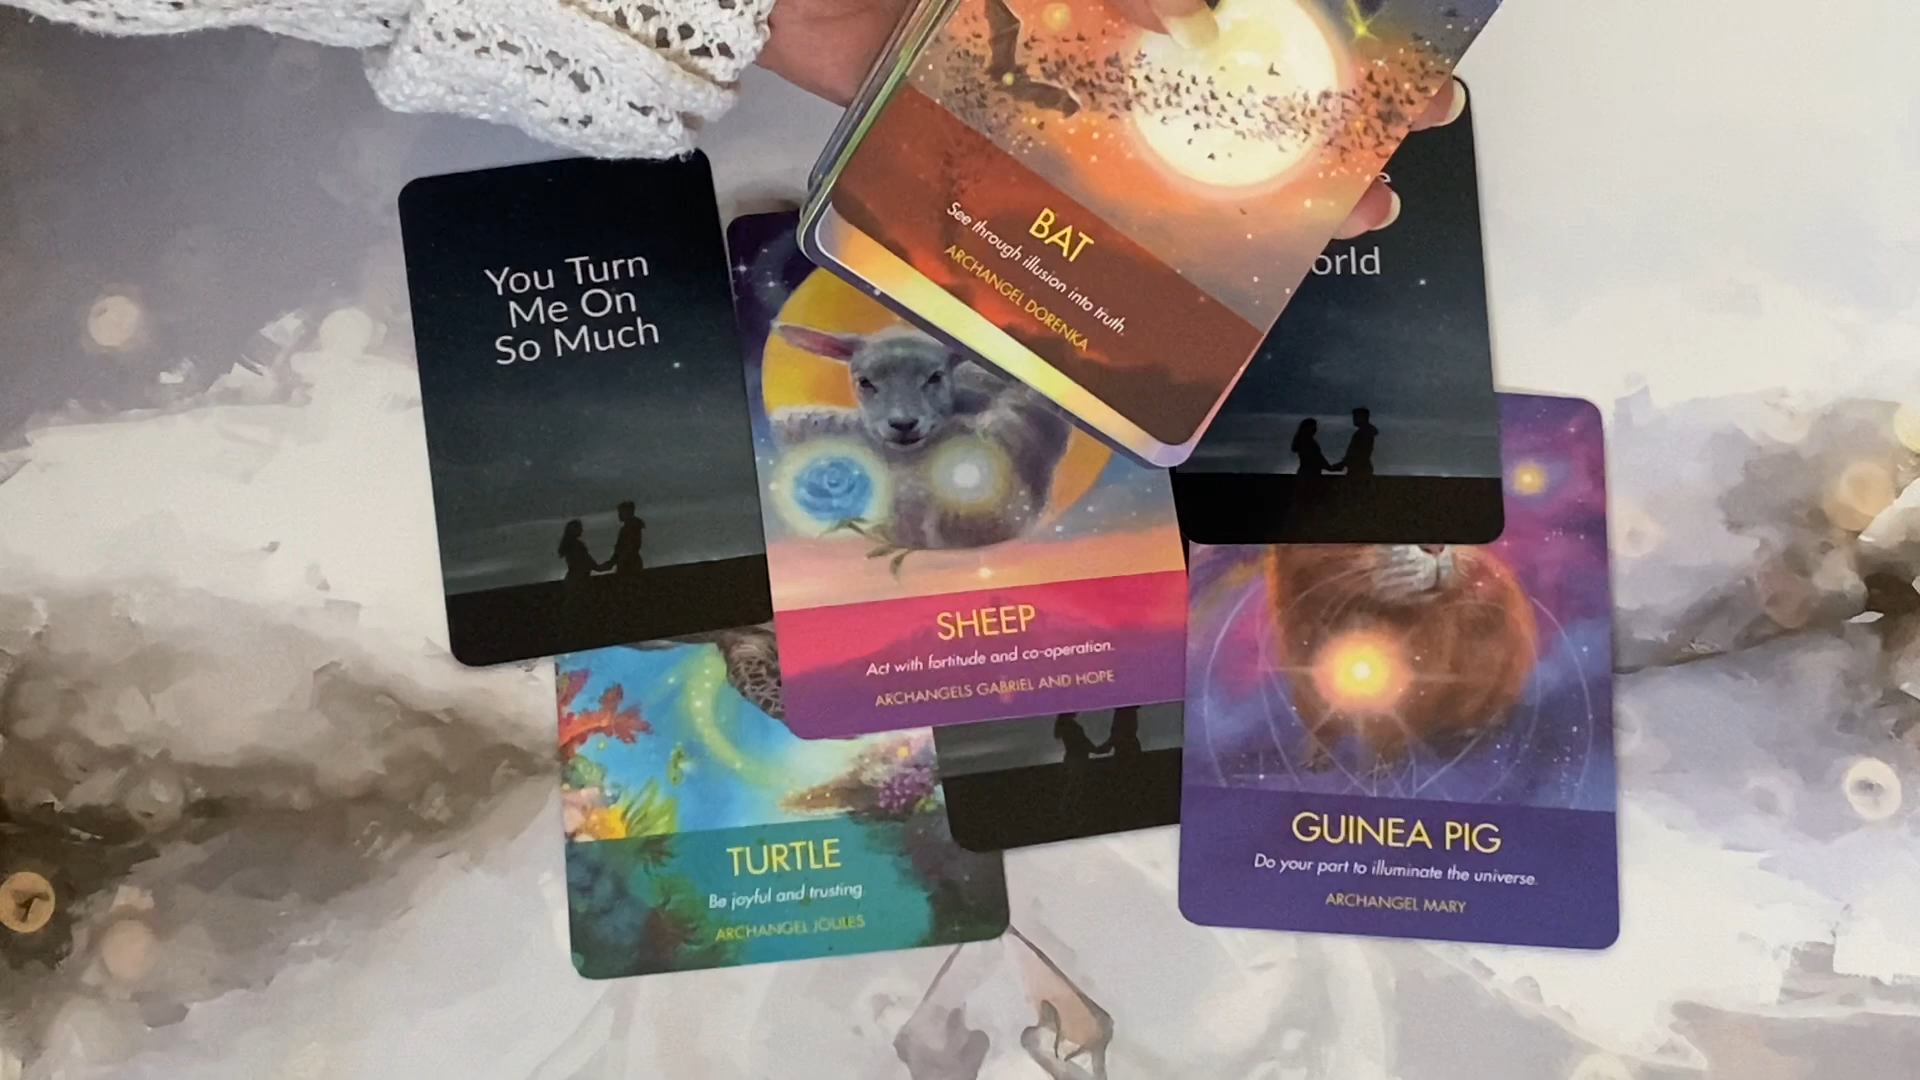 You Turn
Me On
So Much
BAT
See through illusion into truth.
ARCHANGEL DORENKA
SHEEP
Act with fortitude and co-operation.
ARCHANGELS GABRIEL AND HOPE
TURTLE
Be joyful and trusting.
ARCHANGEL JOULES
GUINEA PIG
Do your part to illuminate the universe.
ARCHANGEL MARY